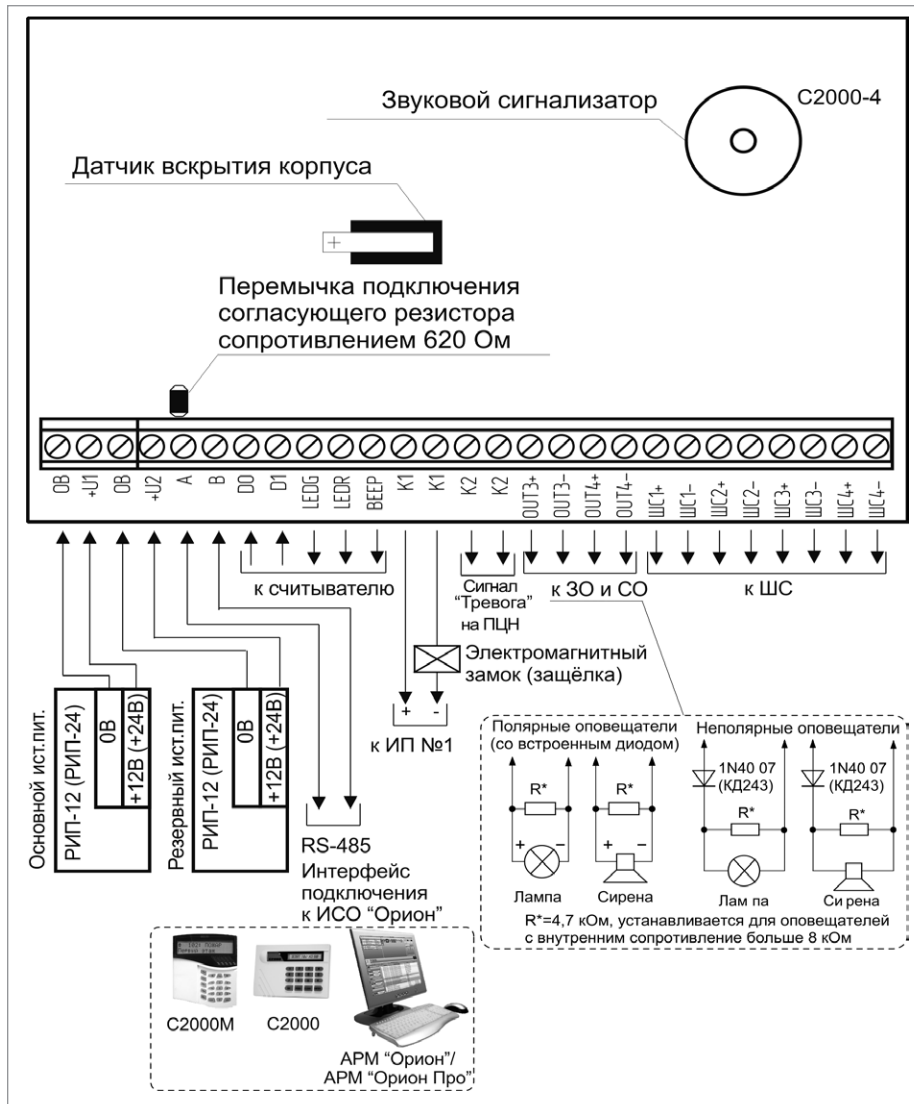 Звуковой сигнализатор
С2000-4
Датчик вскрытия корпуса
Перемычка подключения
согласующего резистора
сопротивлением 620 Ом
0В
+U1
0В
+U2
A
B
D0
D1
LEDG
LEDR
BEEP
K1
K1
K2
K2
OUT3+
OUT3-
OUT4+
OUT4-
ШС1+
ШС1-
ШС2+
ШС2-
ШС3+
ШС3-
ШС4+
ШС4-
к считывателю
Сигнал
“Тревога”
на ПЦН
к ЗО и СО
к ШС
Электромагнитный
замок (защёлка)
+ -
к ИП №1
Основной ист.пит.
РИП-12 (РИП-24)
0В
+12В (+24В)
Резервный ист.пит.
РИП-12 (РИП-24)
0В
+12В (+24В)
RS-485
Интерфейс
подключения
к ИСО “Орион”
Полярные оповещатели
(со встроенным диодом)
Неполярные оповещатели
R*
+ −
Лампа
R*
+ −
Сирена
1N40 07
(КД243)
R*
Лам па
1N40 07
(КД243)
R*
Си рена
R*=4,7 кОм, устанавливается для оповещателей
с внутренним сопротивление больше 8 кОм
С2000М
С2000
АРМ “Орион”/
АРМ “Орион Про”